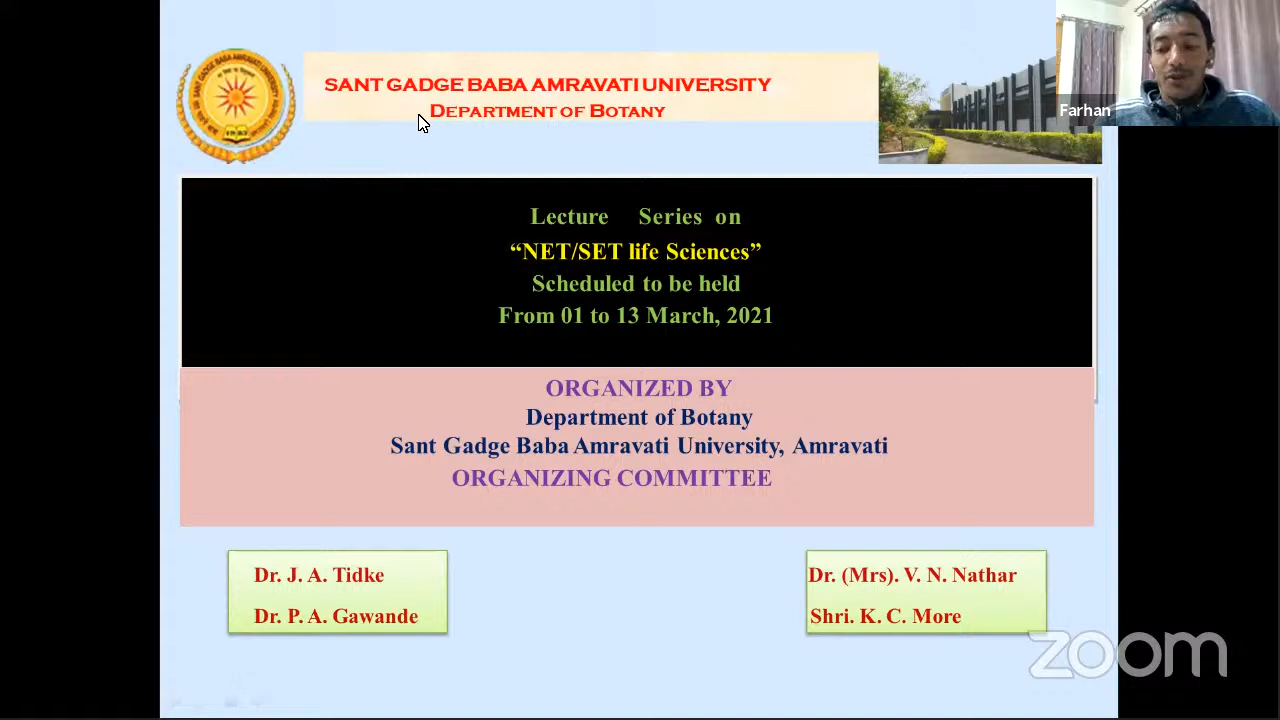 SANT GADGE BABA AMRAVATI UNIVERSITY
DEPARTMENT OF BOTANY
Farhan
Lecture Series on
“NET/SET life Sciences”
Scheduled to be held
From 01 to 13 March, 2021
ORGANIZED BY
Department of Botany
Sant Gadge Baba Amravati University, Amravati
ORGANIZING COMMITTEE
Dr. J. A. Tidke
Dr. P. A. Gawande
Dr. (Mrs). V. N. Nathar
Shri. K. C. More
zoom